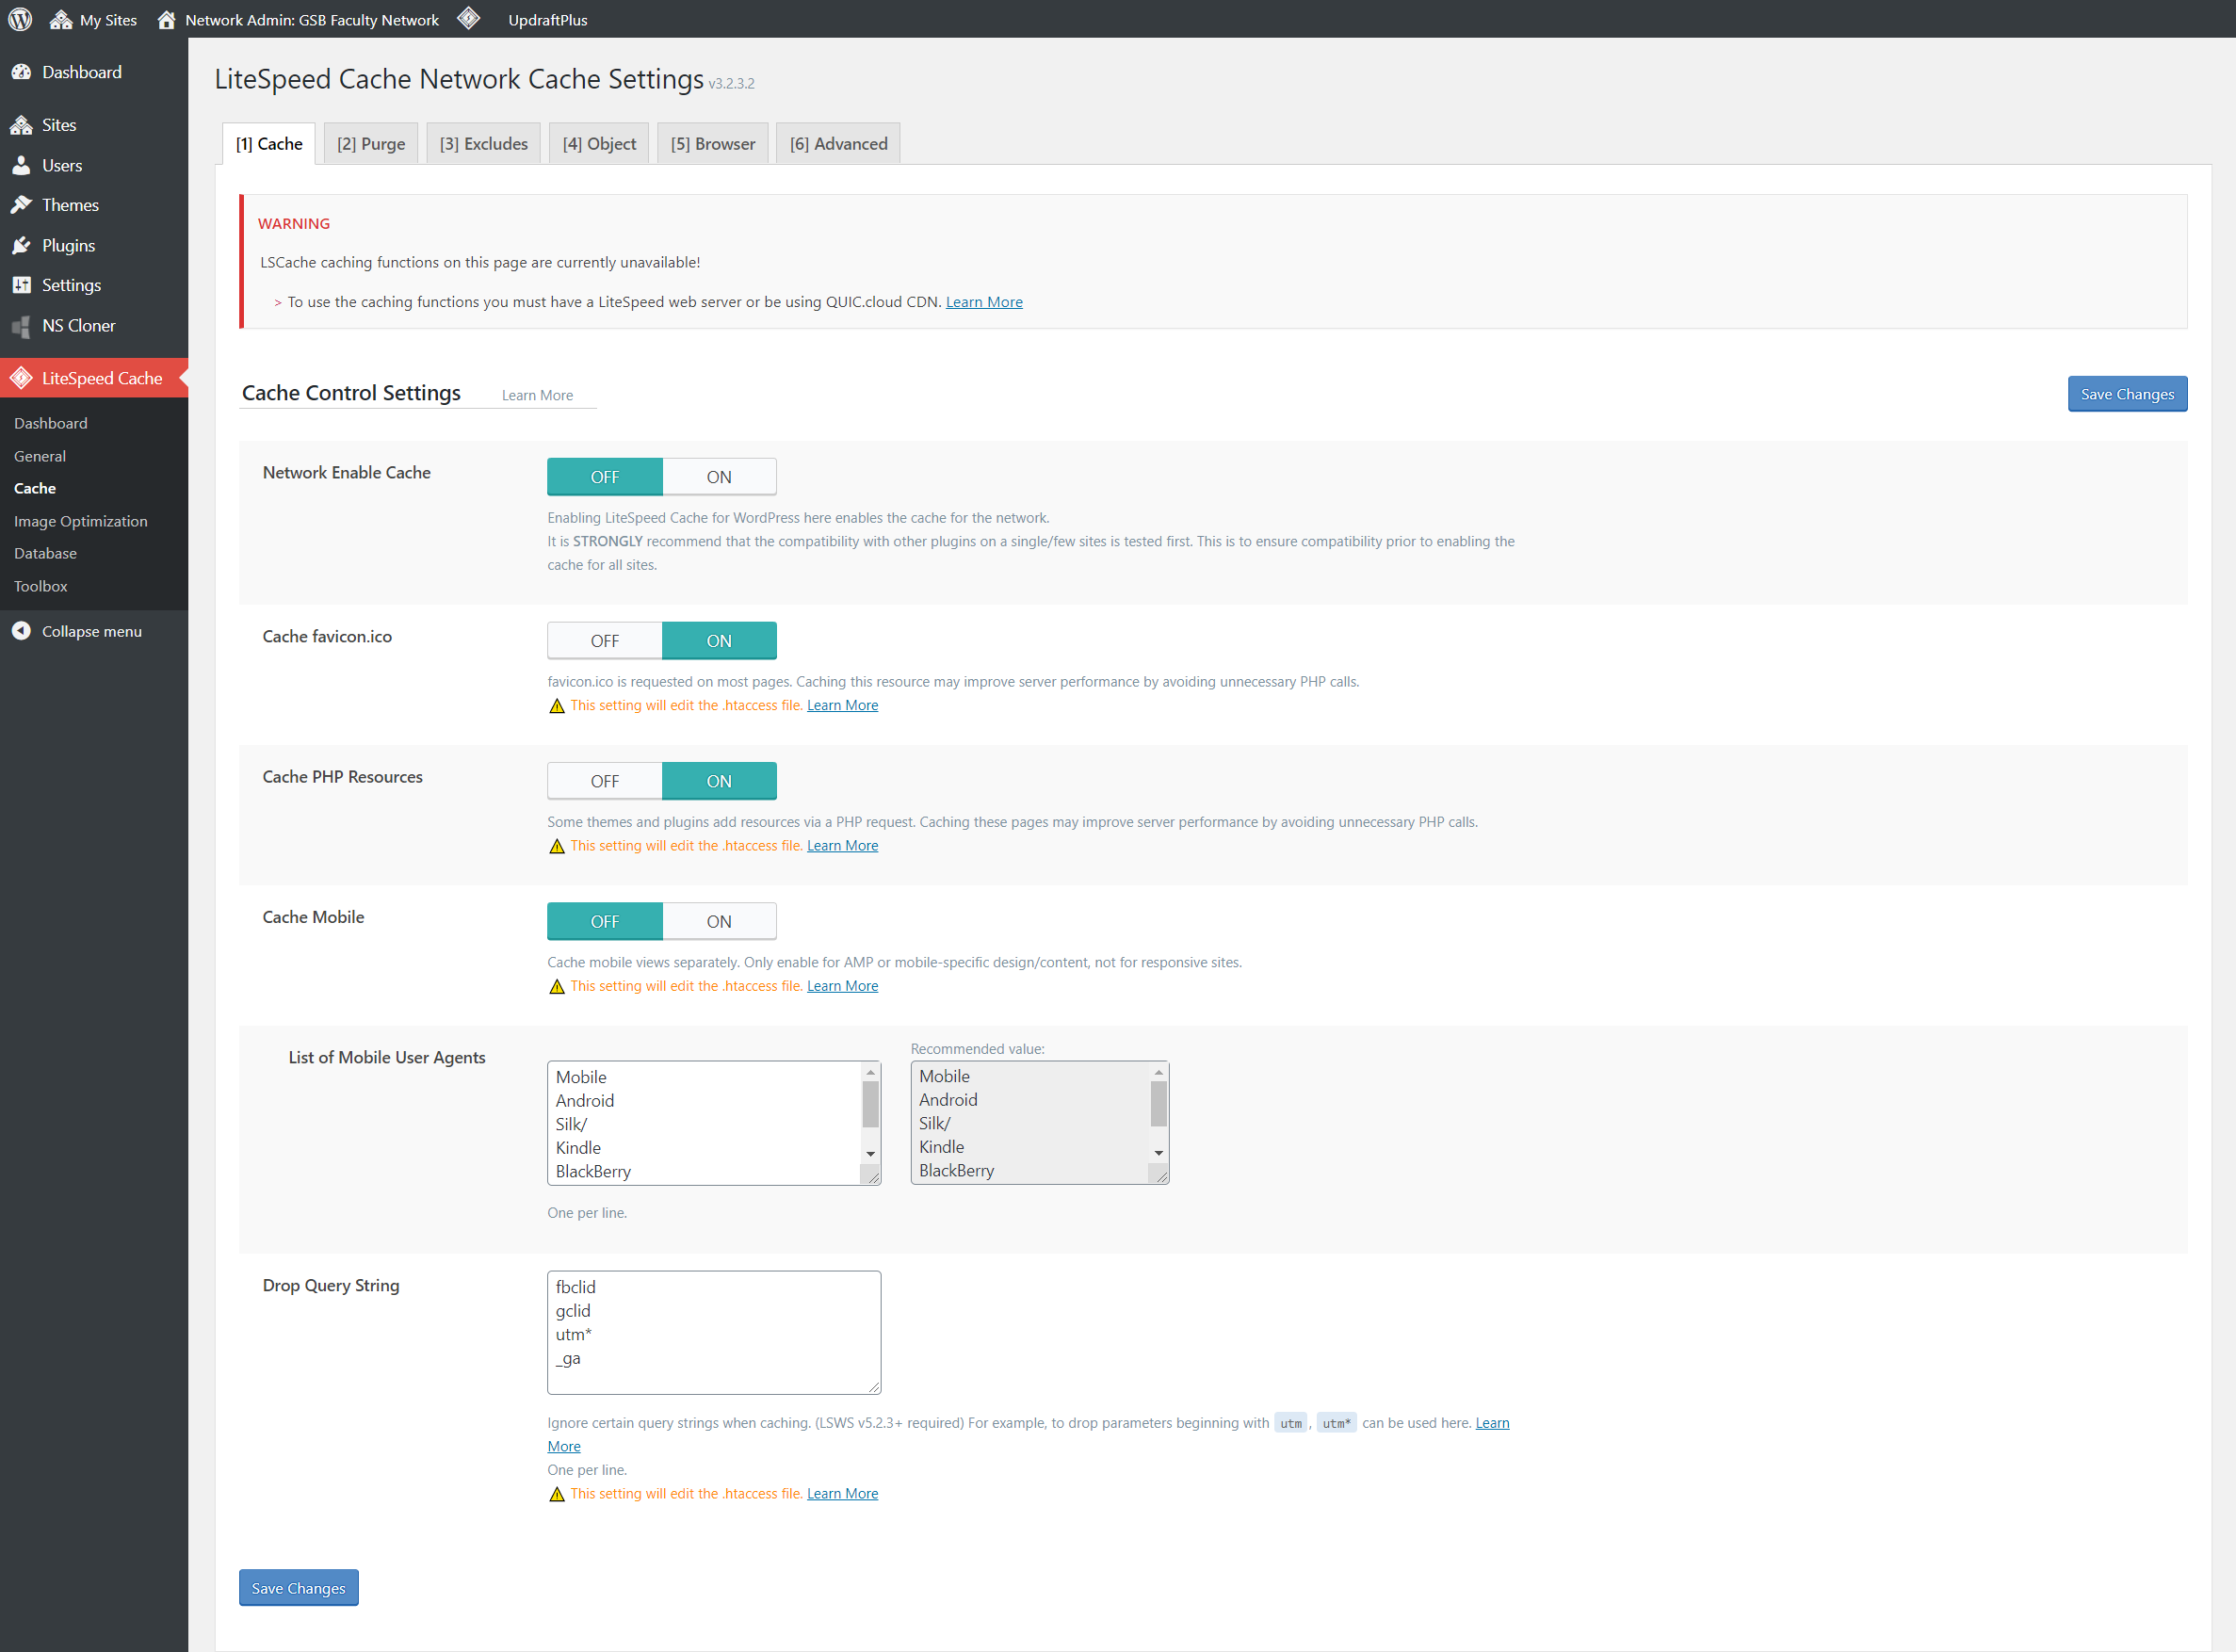 My Sites
Network Admin: GSB Faculty Network
UpdraftPlus
Dashboard
Sites
Users
Themes
Plugins
Settings
NS Cloner
LiteSpeed Cache
Dashboard
General
Cache
Image Optimization
Database
Toolbox
Collapse menu
LiteSpeed Cache Network Cache Settings v3.2.3.2
[1] Cache
[2] Purge
[3] Excludes
[4] Object
[5] Browser
[6] Advanced
WARNING
LSCache caching functions on this page are currently unavailable!
> To use the caching functions you must have a LiteSpeed web server or be using QUIC.cloud CDN. Learn More
Cache Control Settings Learn More
Save Changes
Network Enable Cache
OFF ON
Enabling LiteSpeed Cache for WordPress here enables the cache for the network.
It is STRONGLY recommend that the compatibility with other plugins on a single/few sites is tested first. This is to ensure compatibility prior to enabling the
cache for all sites.
Cache favicon.ico
OFF ON
favicon.ico is requested on most pages. Caching this resource may improve server performance by avoiding unnecessary PHP calls.
This setting will edit the .htaccess file. Learn More
Cache PHP Resources
OFF ON
Some themes and plugins add resources via a PHP request. Caching these pages may improve server performance by avoiding unnecessary PHP calls.
This setting will edit the .htaccess file. Learn More
Cache Mobile
OFF ON
Cache mobile views separately. Only enable for AMP or mobile-specific design/content, not for responsive sites.
This setting will edit the .htaccess file. Learn More
List of Mobile User Agents
Mobile
Android
Silk/
Kindle
BlackBerry
Recommended value:
Mobile
Android
Silk/
Kindle
BlackBerry
One per line.
Drop Query String
fbclid
gclid
utm*
_ga
Ignore certain query strings when caching. (LSWS v5.2.3+ required) For example, to drop parameters beginning with utm, utm* can be used here. Learn
More
One per line.
This setting will edit the .htaccess file. Learn More
Save Changes